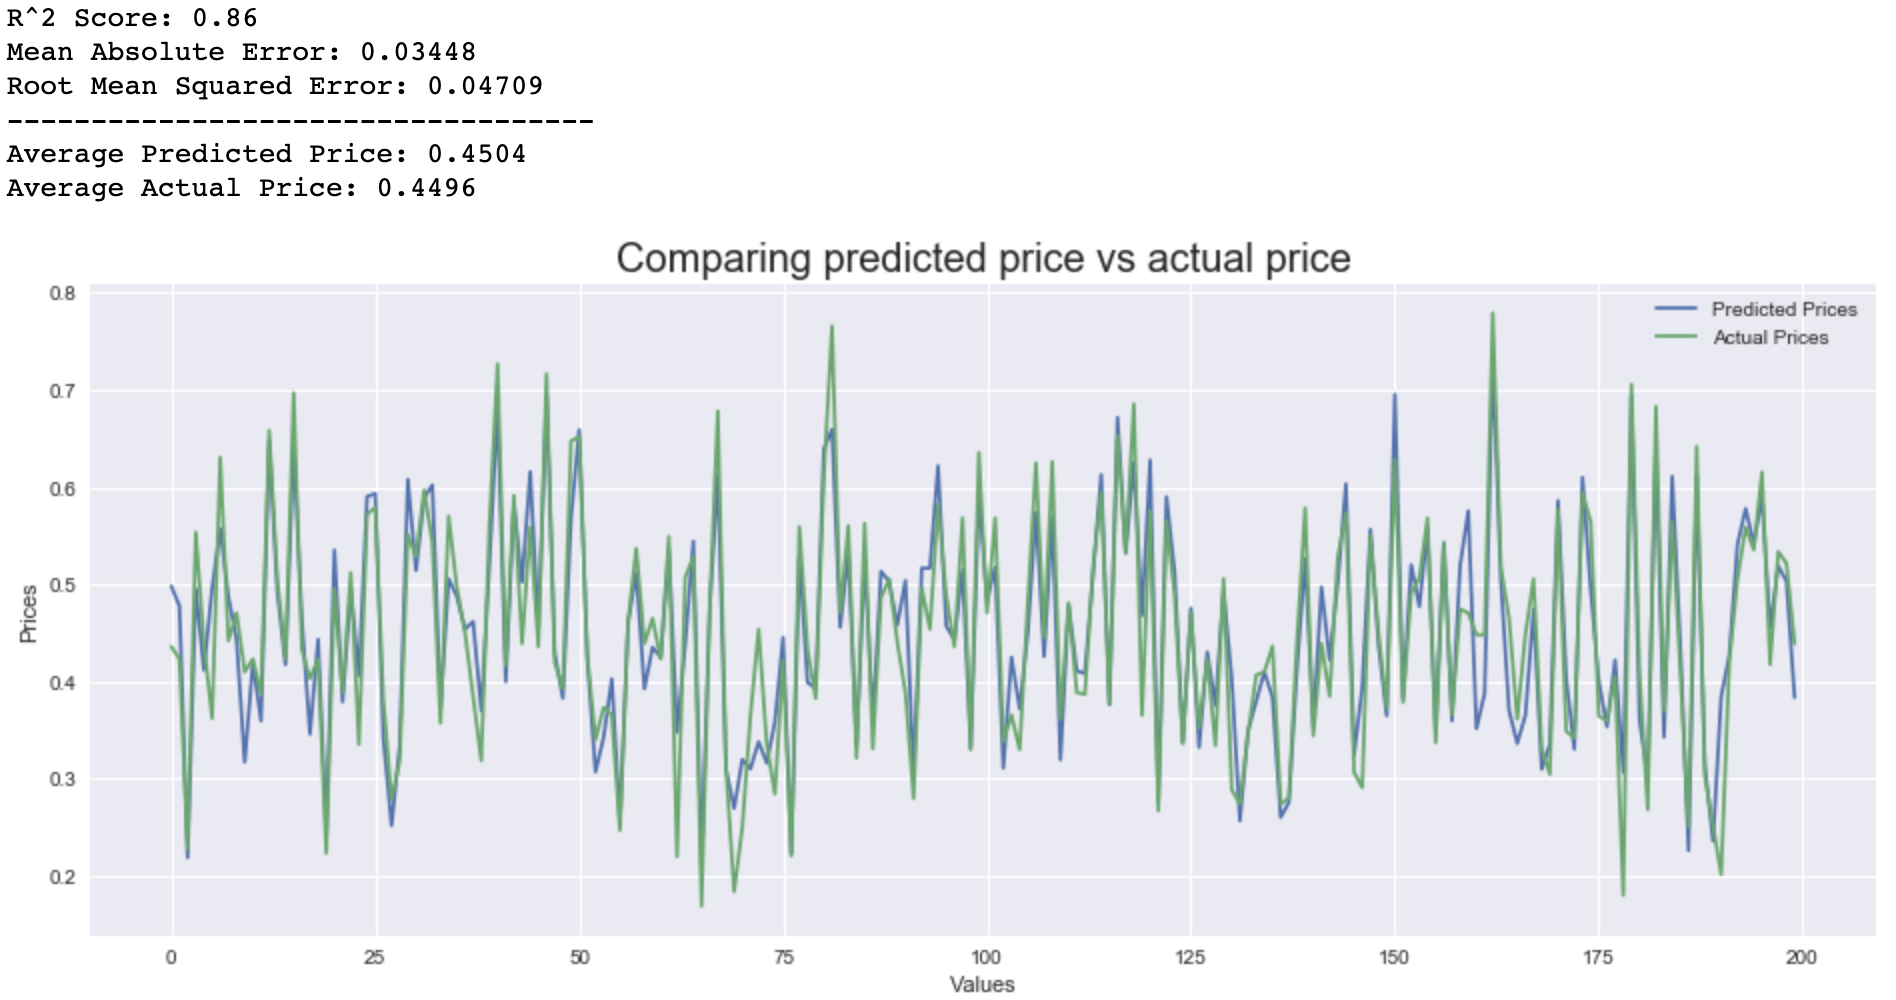 R^2 Score: 0.86
Mean Absolute Error: 0.03448
Root Mean Squared Error: 0.04709
-----------------------------------
Average Predicted Price: 0.4504
Average Actual Price: 0.4496
Comparing predicted price vs actual price
0.8
0.7
0.6
0.5
0.4
0.3
0.2
Prices
Predicted Prices
Actual Prices
0 25 50 75 100 125 150 175 200
Values